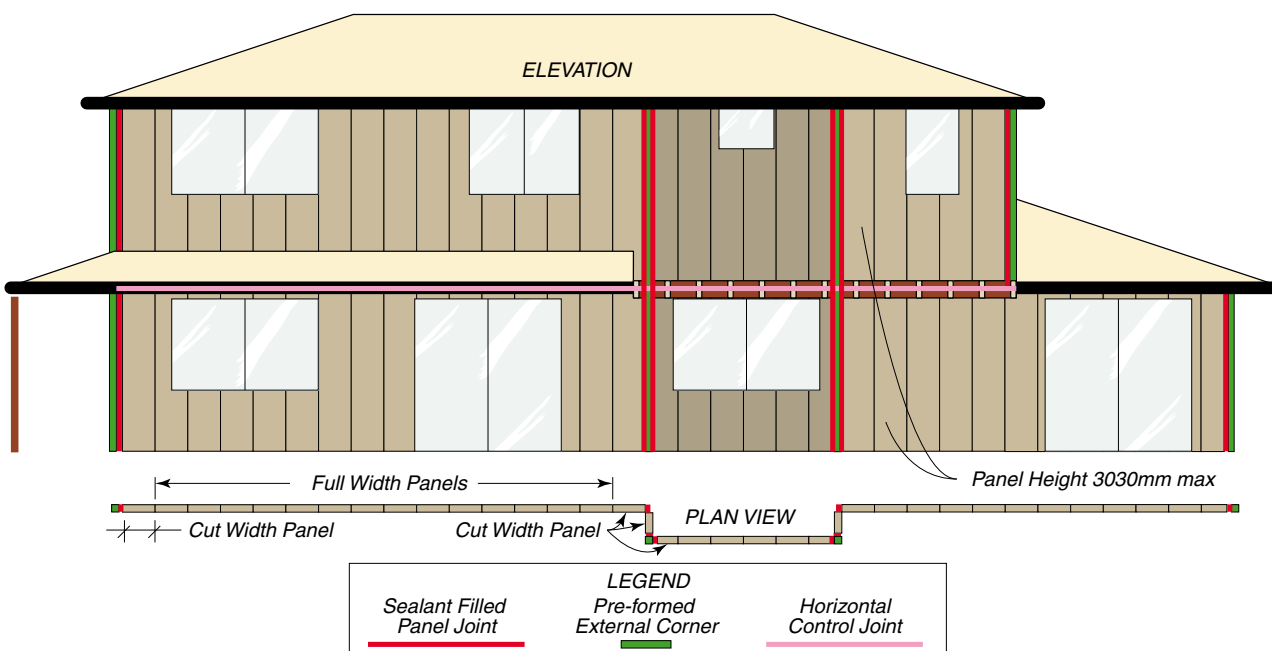 ELEVATION
Panel Height 3030mm max
Full Width Panels
Cut Width Panel
Cut Width Panel
PLAN VIEW
LEGEND
Sealant Filled
Panel Joint
Pre-formed
External Corner
Horizontal
Control Joint